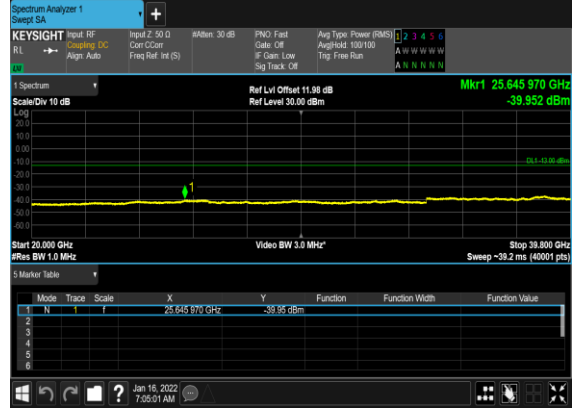 Spectrum Analyzer 1
Swept SA
+
KEYSIGHT Input: RF Input Z: 50 Ω #Atten: 30 dB PNO: Fast Avg Type: Power (RMS) 1 2 3 4 5 6
RL Coupling: DC Corr CCorr Gate: Off Avg|Hold: 100/100 A W W W W W
Align: Auto Freq Ref: Int (S) IF Gain: Low Trig: Free Run
Sig Track: Off A N N N N N
1 Spectrum Ref Lvl Offset 11.98 dB Mkr1 25.645 970 GHz
Scale/Div 10 dB Ref Level 30.00 dBm -39.952 dBm
Log
20.0
10.0
0.00
-10.0
DL1 -13.00 dBm
-20.0
-30.0
1
-40.0
-50.0
-60.0
Start 20.000 GHz Video BW 3.0 MHz* Stop 39.800 GHz
#Res BW 1.0 MHz Sweep ~39.2 ms (40001 pts)
5 Marker Table
Mode Trace Scale X Y Function Function Width Function Value
1 N 1 f 25.645 970 GHz -39.95 dBm
2
3
4
5
6
? Jan 16, 2022
7:05:01 AM